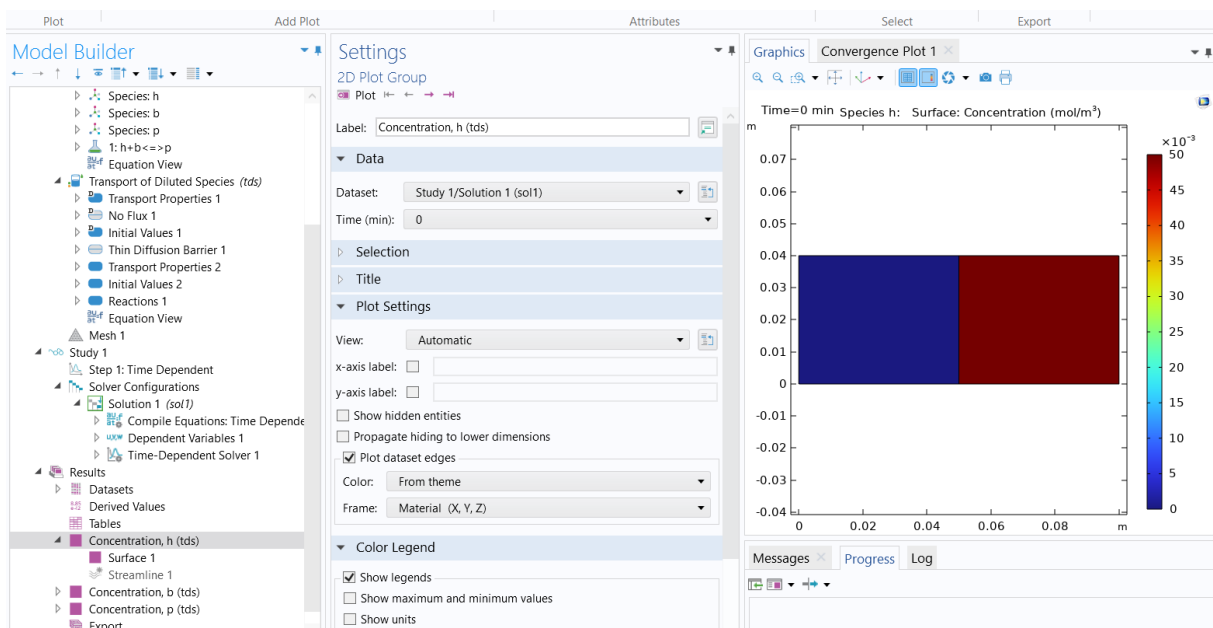 Plot
Add Plot
Attributes
Select
Export
Model Builder
Species: h
Species: b
Species: p
1: h+b<=>p
Equation View
Transport of Diluted Species (tds)
Transport Properties 1
No Flux 1
Initial Values 1
Thin Diffusion Barrier 1
Transport Properties 2
Initial Values 2
Reactions 1
Equation View
Mesh 1
Study 1
Step 1: Time Dependent
Solver Configurations
Solution 1 (sol1)
Compile Equations: Time Depende
Dependent Variables 1
Time-Dependent Solver 1
Results
Datasets
Derived Values
Tables
Concentration, h (tds)
Surface 1
Streamline 1
Concentration, b (tds)
Concentration, p (tds)
Export
Settings
2D Plot Group
Plot
Label: Concentration, h (tds)
Data
Dataset: Study 1/Solution 1 (sol1)
Time (min): 0
Selection
Title
Plot Settings
View: Automatic
x-axis label:
y-axis label:
Show hidden entities
Propagate hiding to lower dimensions
Plot dataset edges
Color: From theme
Frame: Material (X, Y, Z)
Color Legend
Show legends
Show maximum and minimum values
Show units
Graphics
Convergence Plot 1
Time=0 min Species h: Surface: Concentration (mol/m³)
m
0.07
0.06
0.05
0.04
0.03
0.02
0.01
0
-0.01
-0.02
-0.03
-0.04
0 0.02 0.04 0.06 0.08 m
×10⁻³
50
45
40
35
30
25
20
15
10
5
0
Messages
Progress
Log